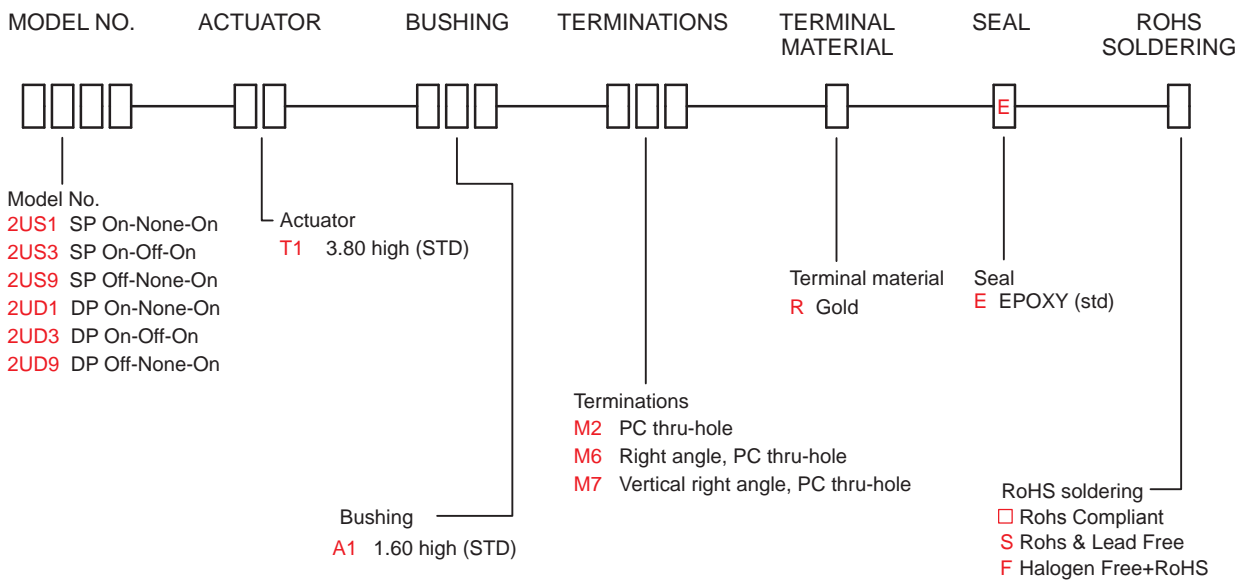 MODEL NO. ACTUATOR BUSHING TERMINATIONS TERMINAL MATERIAL SEAL ROHS SOLDERING
E
Model No.
2US1 SP On-None-On
2US3 SP On-Off-On
2US9 SP Off-None-On
2UD1 DP On-None-On
2UD3 DP On-Off-On
2UD9 DP Off-None-On
Actuator
T1 3.80 high (STD)
Bushing
A1 1.60 high (STD)
Terminations
M2 PC thru-hole
M6 Right angle, PC thru-hole
M7 Vertical right angle, PC thru-hole
Terminal material
R Gold
Seal
E EPOXY (std)
RoHS soldering
□ Rohs Compliant
S Rohs & Lead Free
F Halogen Free+RoHS